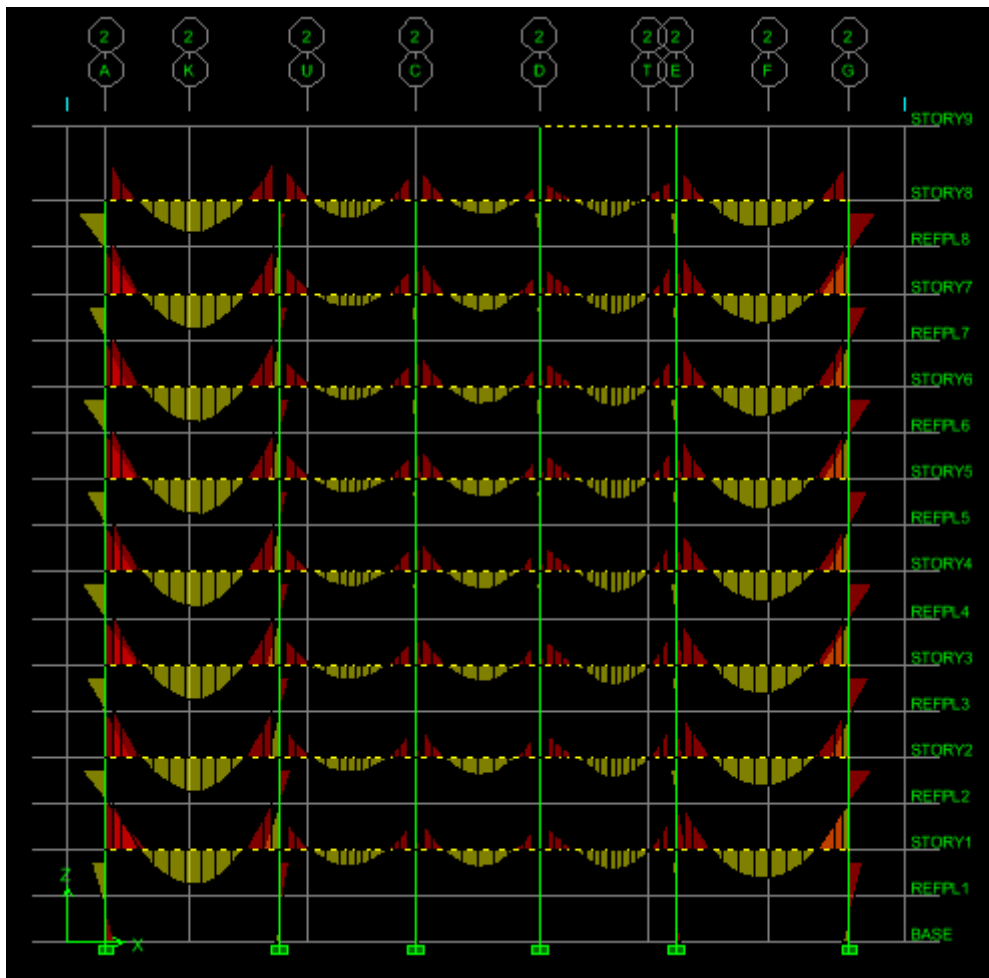 2 2 2 2 2 2 2 2 2
A K U C D T E F G
STORY9
STORY8
REFPL8
STORY7
REFPL7
STORY6
REFPL6
STORY5
REFPL5
STORY4
REFPL4
STORY3
REFPL3
STORY2
REFPL2
STORY1
Z
REFPL1
X
BASE